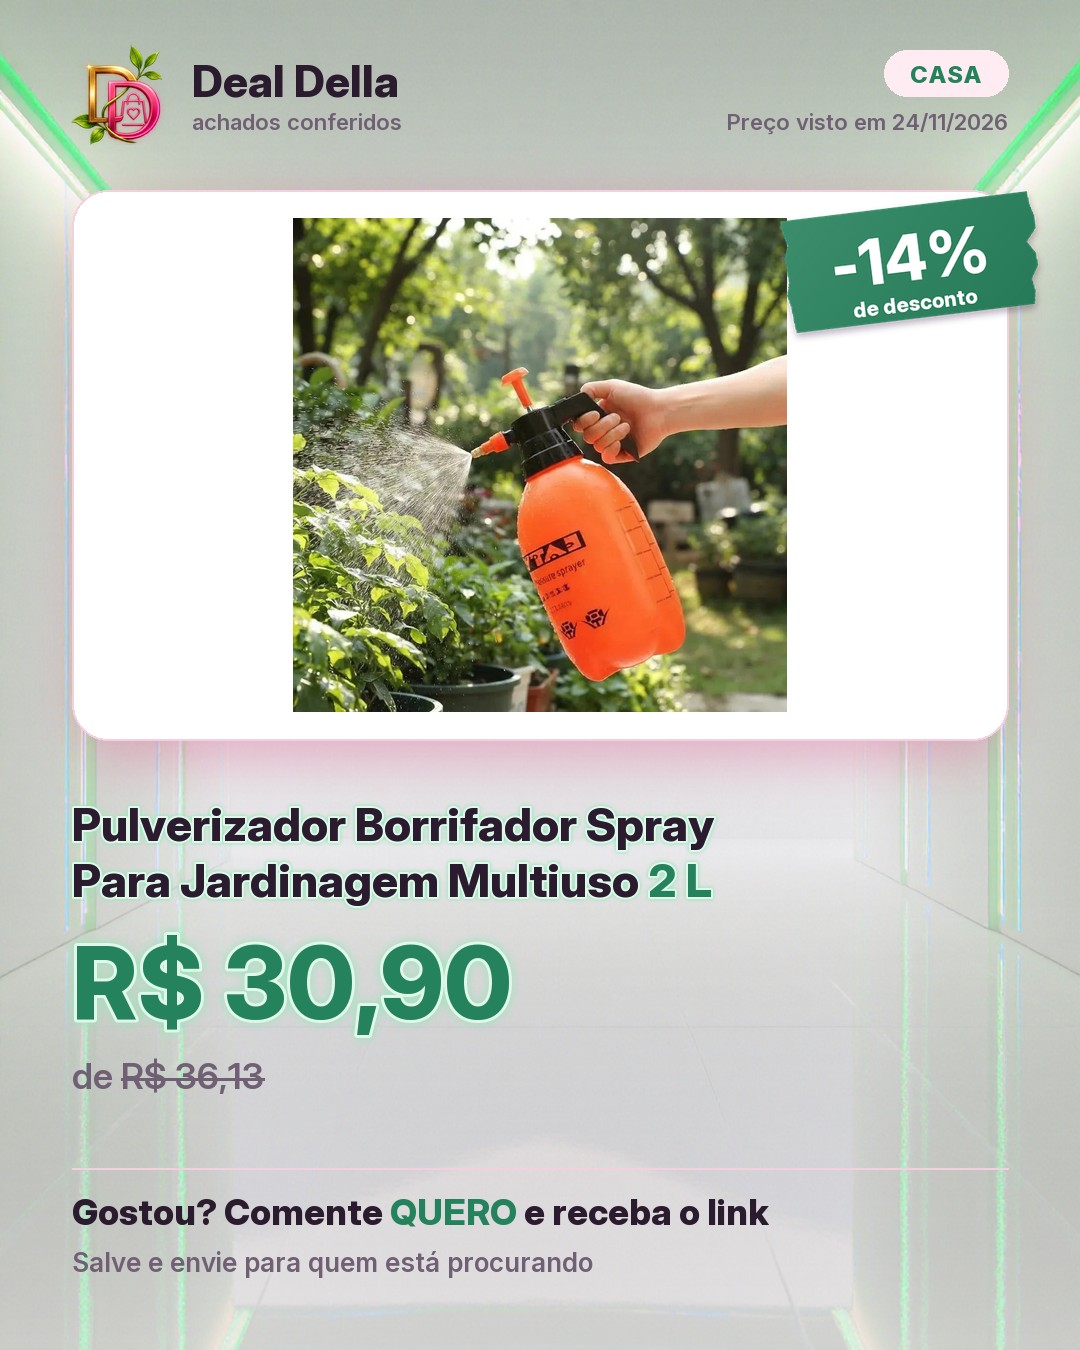 Deal Della
achados conferidos
CASA
Preço visto em 24/11/2026
-14%
de desconto
Pulverizador Borrifador Spray
Para Jardinagem Multiuso 2 L
R$ 30,90
de R$ 36,13
Gostou? Comente QUERO e receba o link
Salve e envie para quem está procurando